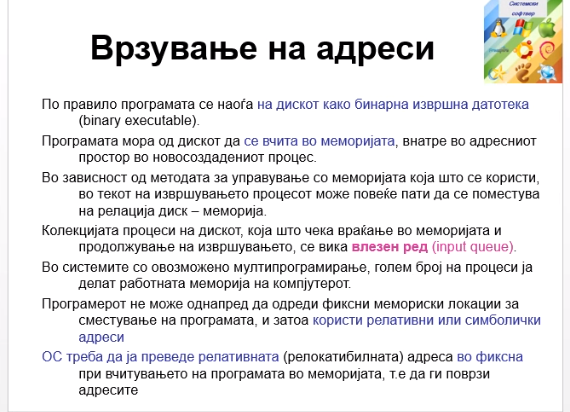 Системски
софтвер
Врзување на адреси
По правило програмата се наоѓа на дискот како бинарна извршна датотека
(binary executable).
Програмата мора од дискот да се вчита во меморијата, внатре во адресниот
простор во новосоздадениот процес.
Во зависност од методата за управување со меморијата која што се користи,
во текот на извршувањето процесот може повеќе пати да се поместува
на релација диск – меморија.
Колекцијата процеси на дискот, која што чека враќање во меморијата и
продолжување на извршувањето, се вика влезен ред (input queue).
Во системите со овозможено мултипрограмирање, голем број на процеси ја
делат работната меморија на компјутерот.
Програмерот не може однапред да одреди фиксни мемориски локации за
сместување на програмата, и затоа користи релативни или симболички
адреси
ОС треба да ја преведе релативната (релокатибилната) адреса во фиксна
при вчитувањето на програмата во меморијата, т.е да ги поврзи
адресите